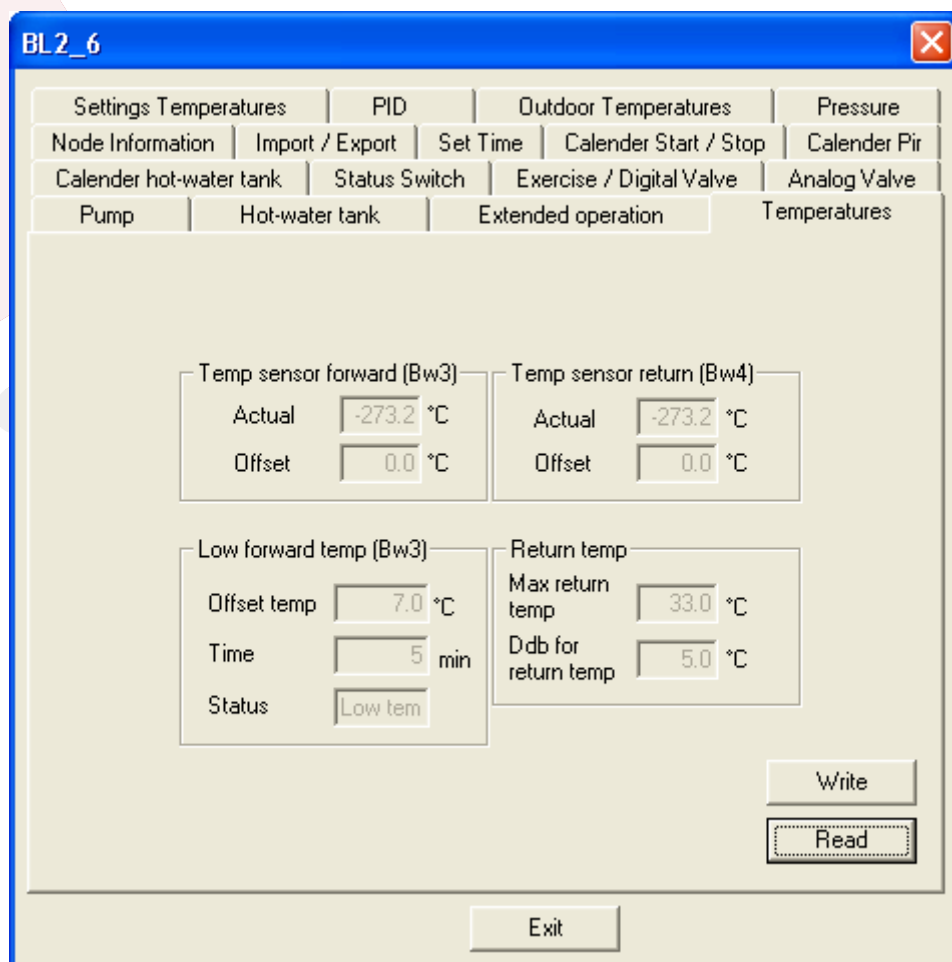 BL2_6
Settings Temperatures PID Outdoor Temperatures Pressure
Node Information Import / Export Set Time Calender Start / Stop Calender Pir
Calender hot-water tank Status Switch Exercise / Digital Valve Analog Valve
Pump Hot-water tank Extended operation Temperatures
Temp sensor forward (Bw3)
Actual -273.2 °C
Offset 0.0 °C
Temp sensor return (Bw4)
Actual -273.2 °C
Offset 0.0 °C
Low forward temp (Bw3)
Offset temp 7.0 °C
Time 5 min
Status Low tem
Return temp
Max return
temp 33.0 °C
Ddb for
return temp 5.0 °C
Write
Read
Exit